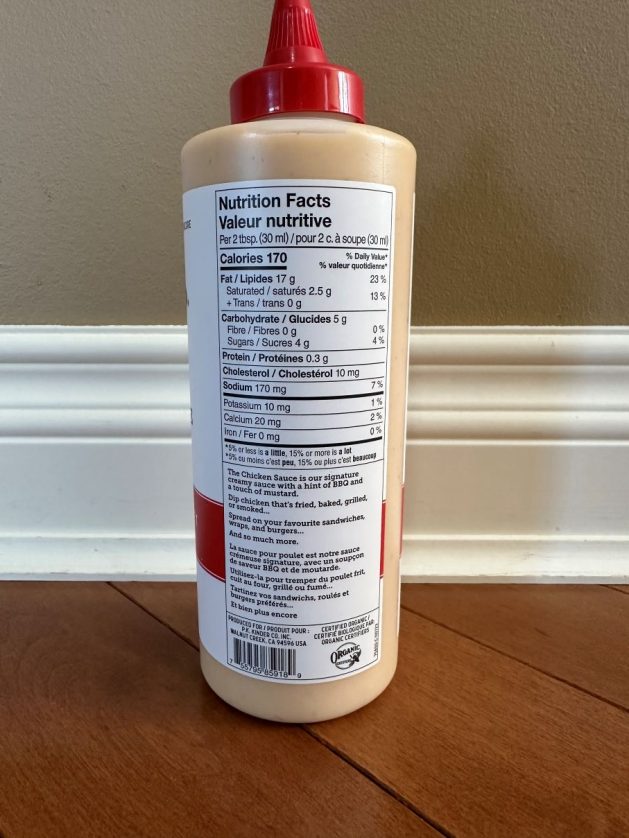 Nutrition Facts
Valeur nutritive
Per 2 tbsp. (30 ml) / pour 2 c. à soupe (30 ml)
Calories 170
% Daily Value*
% valeur quotidienne*
Fat / Lipides 17 g 23 %
Saturated / saturés 2.5 g
+ Trans / trans 0 g 13 %
Carbohydrate / Glucides 5 g
Fibre / Fibres 0 g 0 %
Sugars / Sucres 4 g 4 %
Protein / Protéines 0.3 g
Cholesterol / Cholestérol 10 mg
Sodium 170 mg 7 %
Potassium 10 mg 1 %
Calcium 20 mg 2 %
Iron / Fer 0 mg 0 %
*5% or less is a little, 15% or more is a lot
*5% ou moins c'est peu, 15% ou plus c'est beaucoup
The Chicken Sauce is our signature
creamy sauce with a hint of BBQ and
a touch of mustard.
Dip chicken that's fried, baked, grilled,
or smoked...
Spread on your favourite sandwiches,
wraps, and burgers...
And so much more.
La sauce pour poulet est notre sauce
crémeuse signature, avec un soupçon
de saveur BBQ et de moutarde.
Utilisez-la pour tremper du poulet frit,
cuit au four, grillé ou fumé...
Tartinez vos sandwichs, roulés et
burgers préférés...
Et bien plus encore
PRODUCED FOR / PRODUIT POUR :
P.K. KINDER CO. INC.
WALNUT CREEK, CA 94596 USA
CERTIFIED ORGANIC /
CERTIFIÉ BIOLOGIQUE PAR:
ORGANIC CERTIFIERS
ORGANIC
7 55795 85918 9